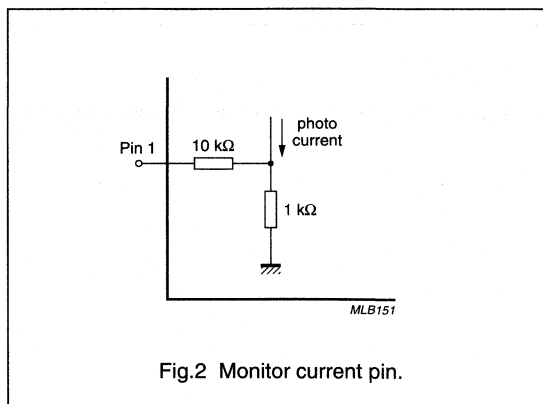 photo
current
Pin 1
10 kΩ
1 kΩ
MLB151
Fig.2 Monitor current pin.